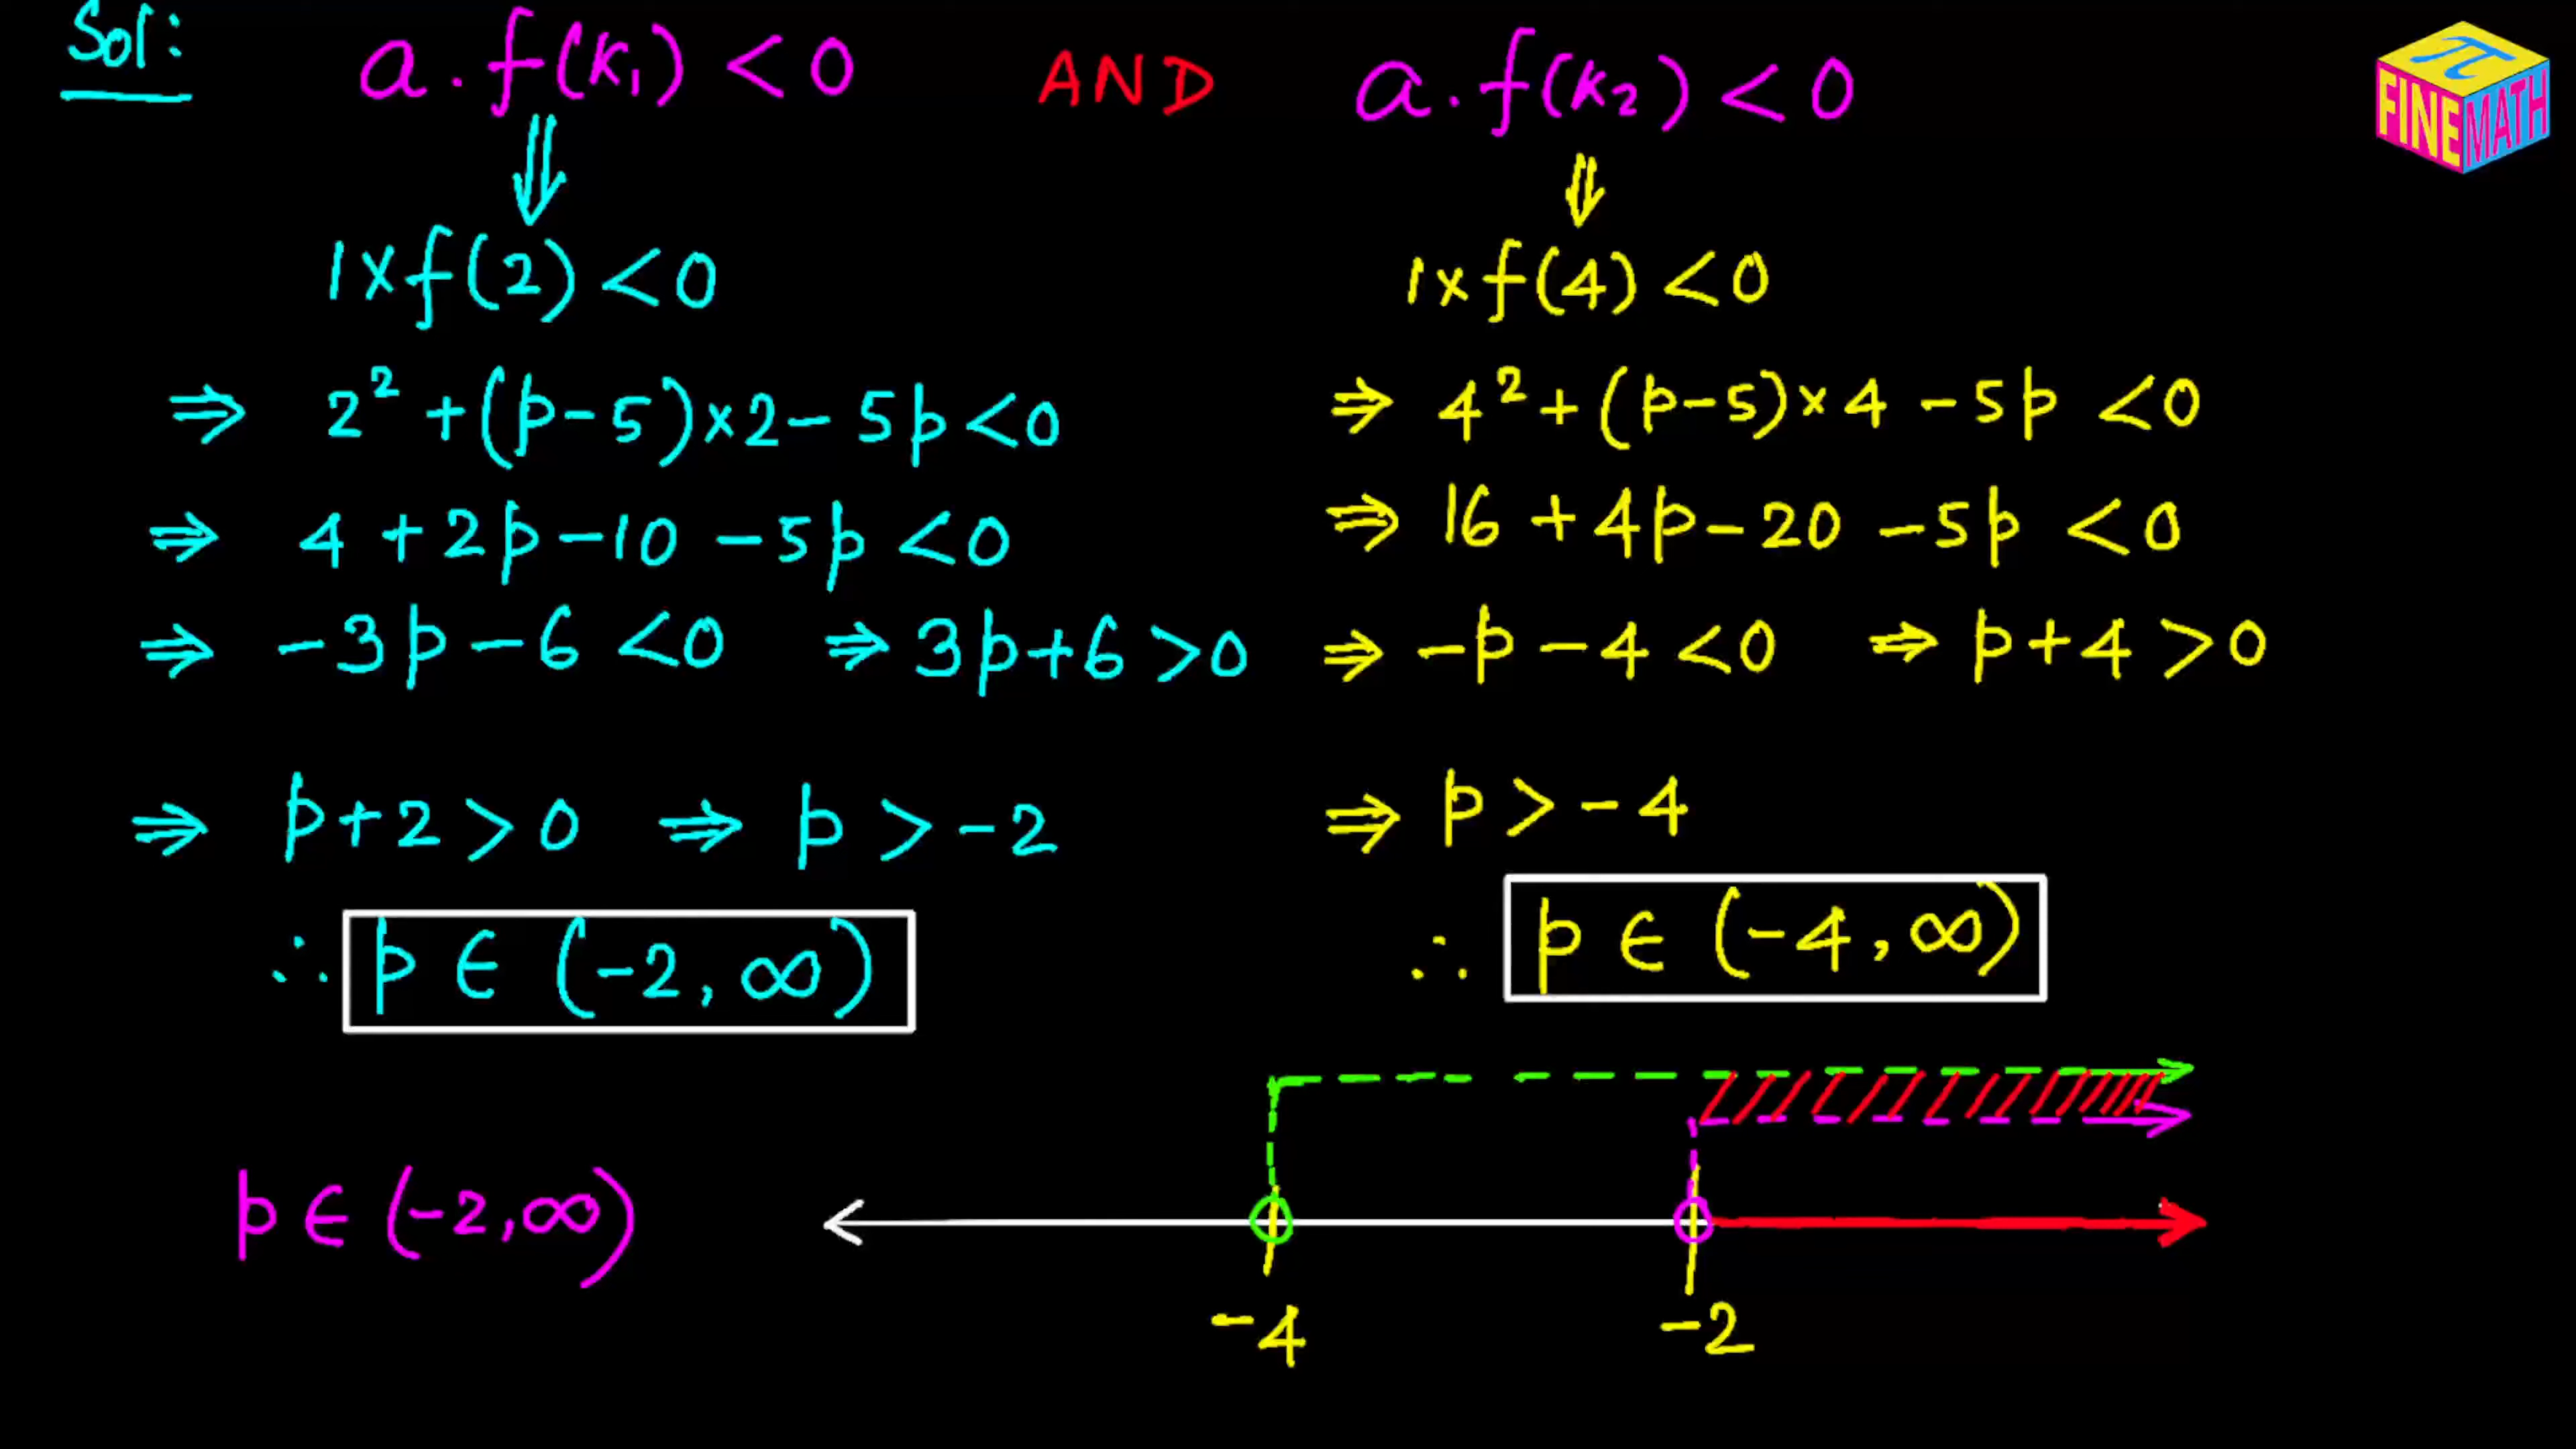 Sol: a.f(k₁) < 0 AND a.f(k₂) < 0
π
FINE MATH
⇓ ⇓
1×f(2) < 0 1×f(4) < 0
⇒ 2² + (p-5)×2 - 5p < 0 ⇒ 4² + (p-5)×4 - 5p < 0
⇒ 4 + 2p - 10 - 5p < 0 ⇒ 16 + 4p - 20 - 5p < 0
⇒ -3p - 6 < 0 ⇒ 3p + 6 > 0 ⇒ -p - 4 < 0 ⇒ p + 4 > 0
⇒ p + 2 > 0 ⇒ p > -2 ⇒ p > -4
∴ p ∈ (-2, ∞) ∴ p ∈ (-4, ∞)
p ∈ (-2, ∞)
-4 -2